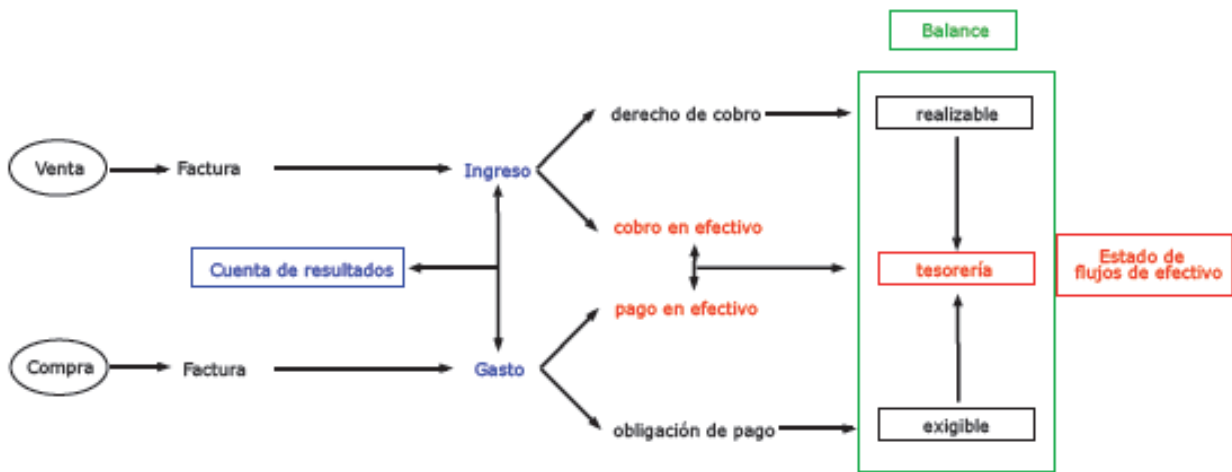 Balance
derecho de cobro
realizable
Venta
Factura
Ingreso
cobro en efectivo
Cuenta de resultados
tesorería
Estado de
flujos de efectivo
pago en efectivo
Compra
Factura
Gasto
obligación de pago
exigible